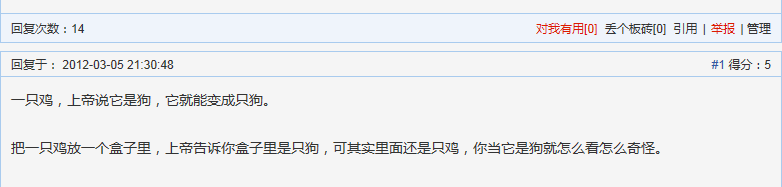 回复次数：14
对我有用[0] 丢个板砖[0] 引用 | 举报 | 管理
回复于： 2012-03-05 21:30:48
#1 得分：5
一只鸡，上帝说它是狗，它就能变成只狗。
把一只鸡放一个盒子里，上帝告诉你盒子里是只狗，可其实里面还是只鸡，你当它是狗就怎么看怎么奇怪。